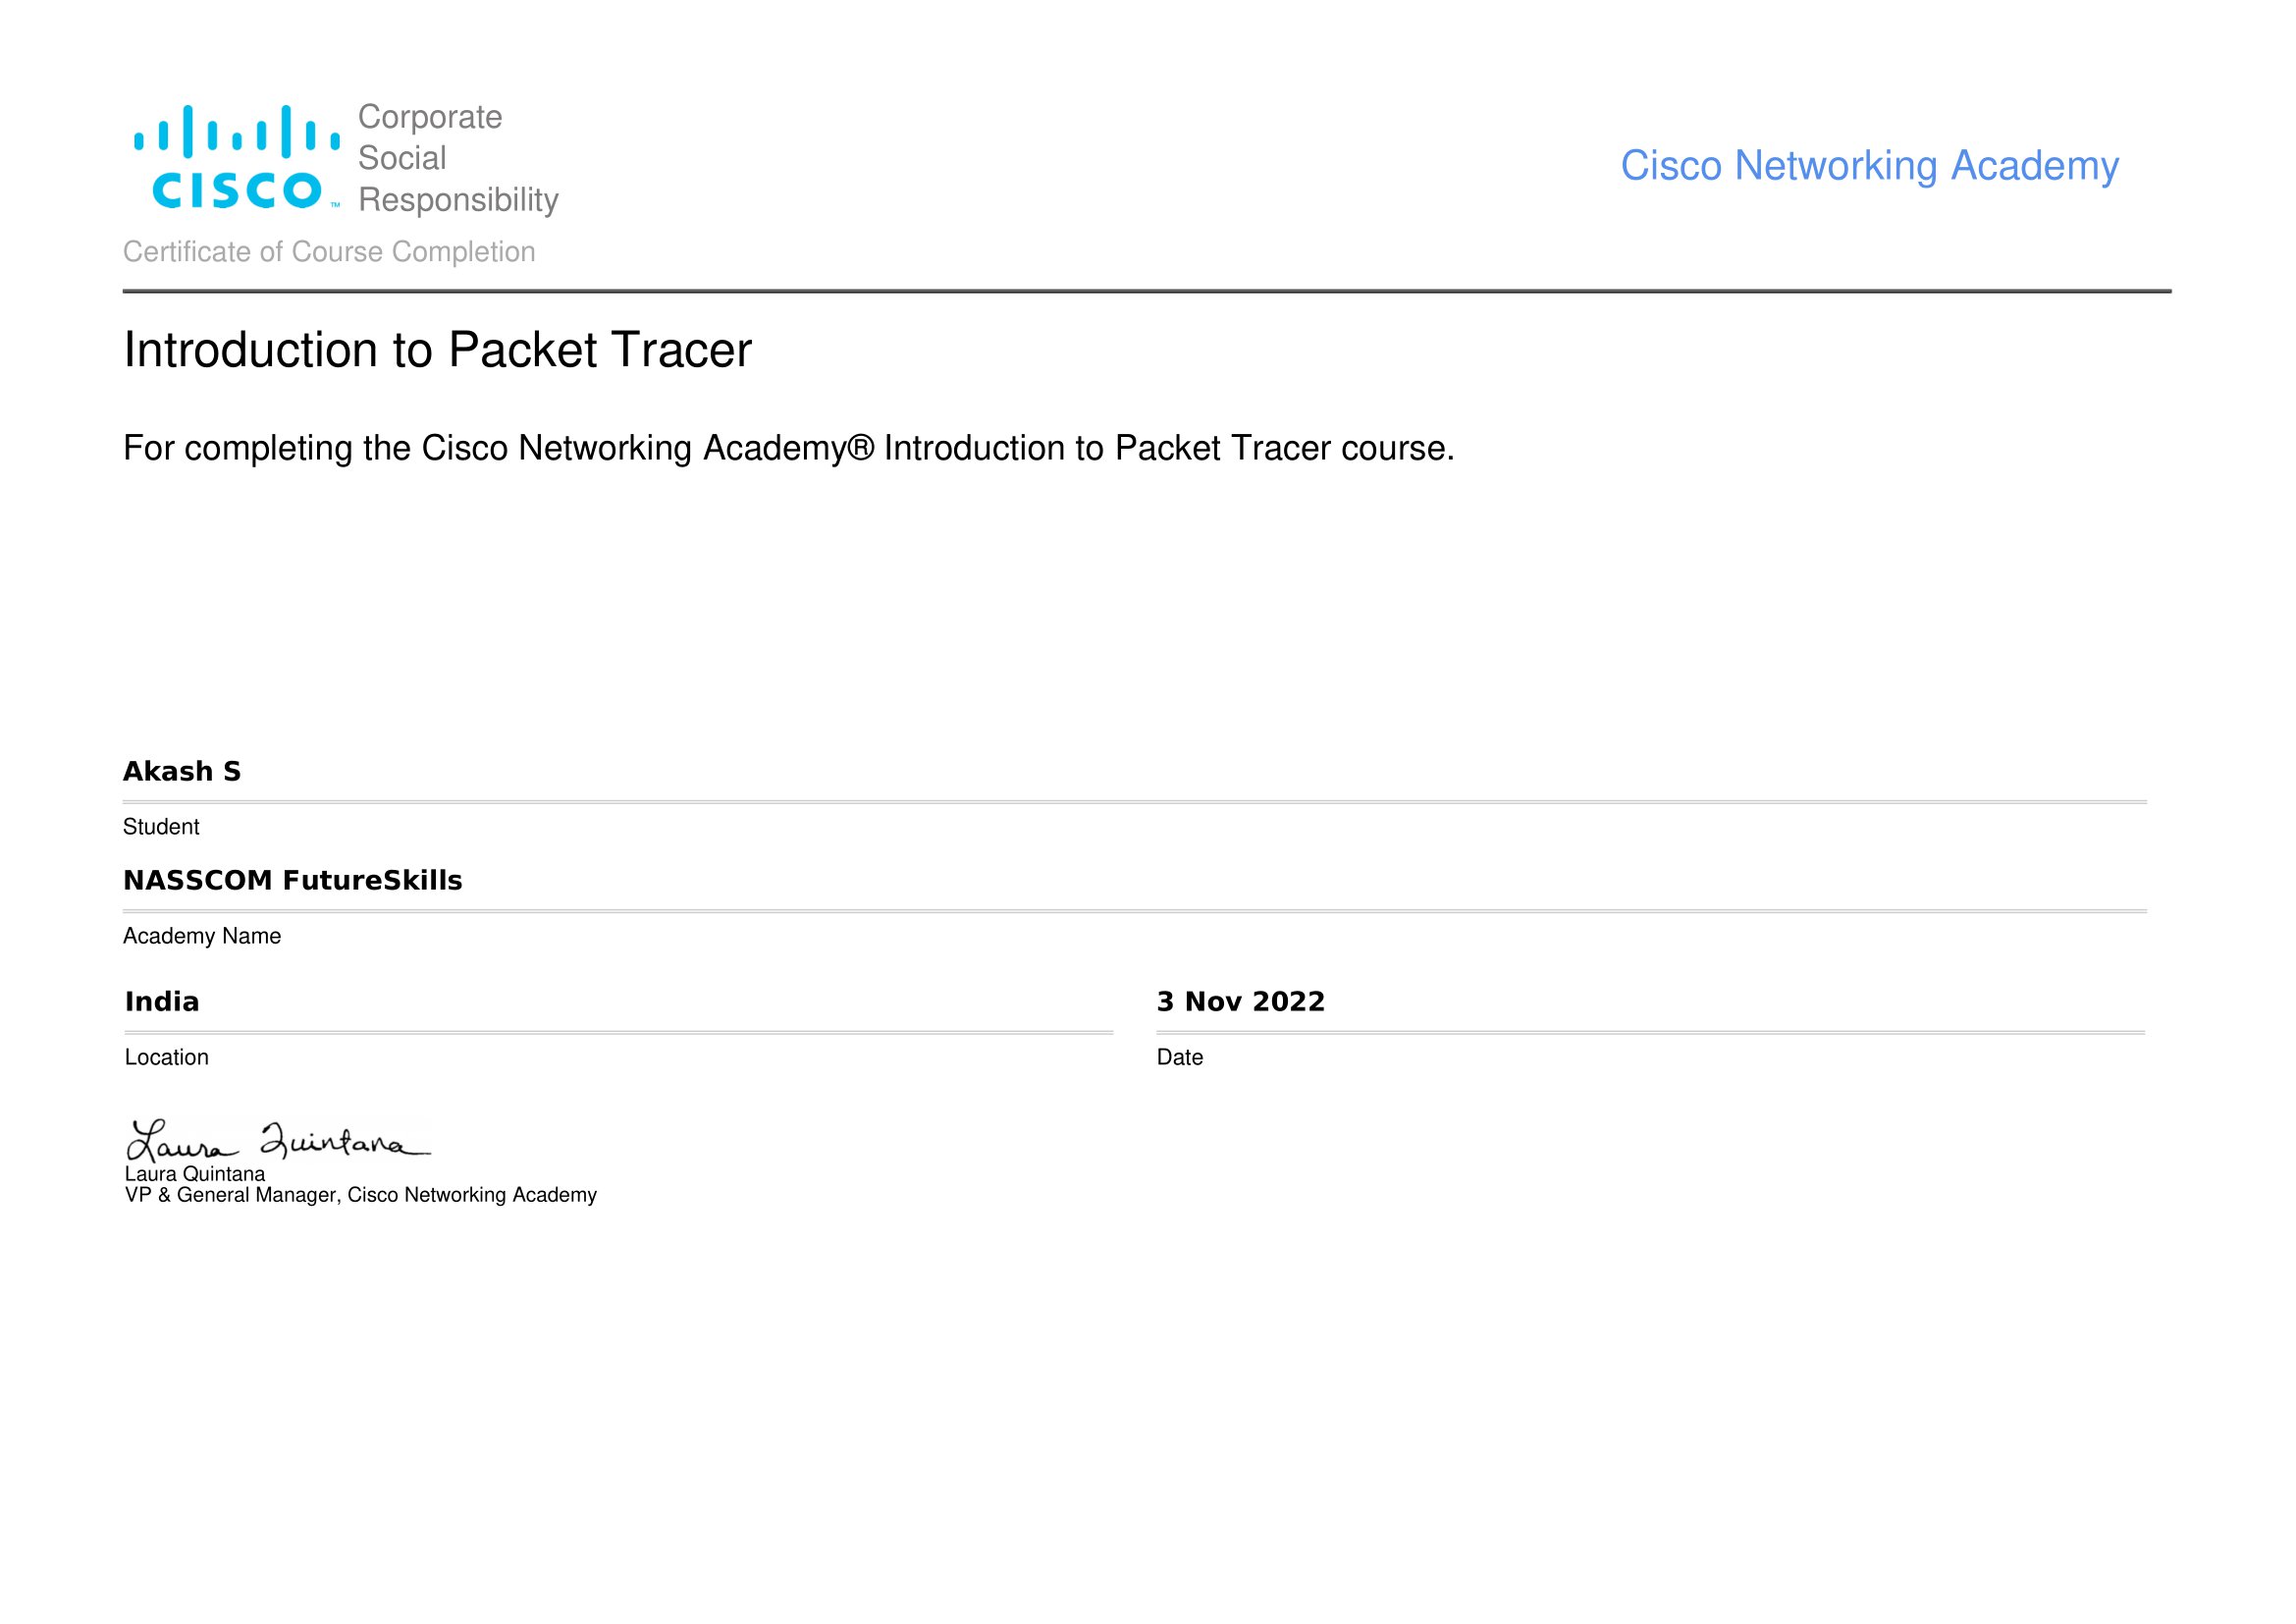 Corporate
Social
Responsibility
CISCO™
Cisco Networking Academy
Certificate of Course Completion
Introduction to Packet Tracer
For completing the Cisco Networking Academy® Introduction to Packet Tracer course.
Akash S
Student
NASSCOM FutureSkills
Academy Name
India
3 Nov 2022
Location
Date
Laura Quintana
Laura Quintana
VP & General Manager, Cisco Networking Academy